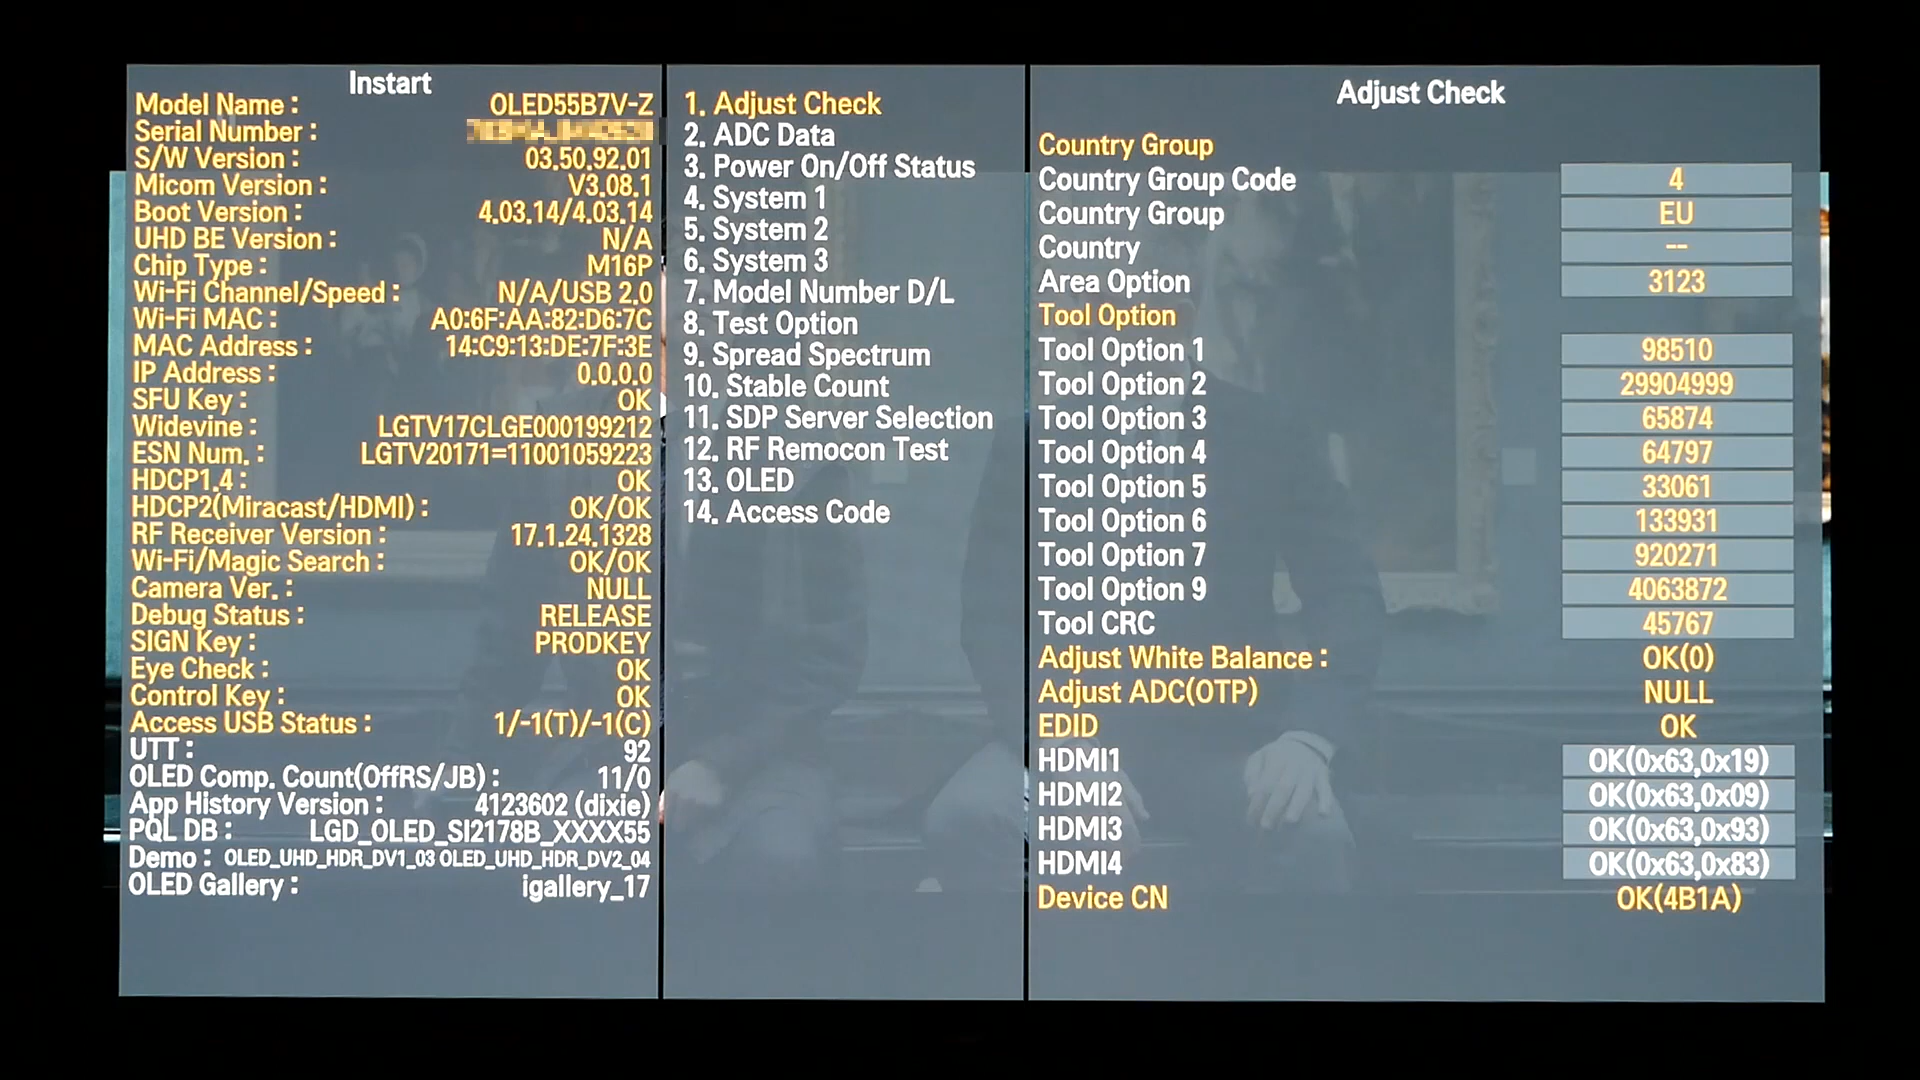 Instart
Model Name : OLED55B7V-Z
Serial Number :
S/W Version : 03.50.92.01
Micom Version : V3.08.1
Boot Version : 4.03.14/4.03.14
UHD BE Version : N/A
Chip Type : M16P
Wi-Fi Channel/Speed : N/A/USB 2.0
Wi-Fi MAC : A0:6F:AA:82:D6:7C
MAC Address : 14:C9:13:DE:7F:3E
IP Address : 0.0.0.0
SFU Key : OK
Widevine : LGTV17CLGE000199212
ESN Num. : LGTV20171=11001059223
HDCP1.4 : OK
HDCP2(Miracast/HDMI) : OK/OK
RF Receiver Version : 17.1.24.1328
Wi-Fi/Magic Search : OK/OK
Camera Ver. : NULL
Debug Status : RELEASE
SIGN Key : PRODKEY
Eye Check : OK
Control Key : OK
Access USB Status : 1/-1(T)/-1(C)
UTT : 92
OLED Comp. Count(OffRS/JB) : 11/0
App History Version : 4123602 (dixie)
PQL DB : LGD_OLED_SI2178B_XXXX55
Demo : OLED_UHD_HDR_DV1_03 OLED_UHD_HDR_DV2_04
OLED Gallery : igallery_17
1. Adjust Check
2. ADC Data
3. Power On/Off Status
4. System 1
5. System 2
6. System 3
7. Model Number D/L
8. Test Option
9. Spread Spectrum
10. Stable Count
11. SDP Server Selection
12. RF Remocon Test
13. OLED
14. Access Code
Adjust Check
Country Group
Country Group Code 4
Country Group EU
Country --
Area Option 3123
Tool Option
Tool Option 1 98510
Tool Option 2 29904999
Tool Option 3 65874
Tool Option 4 64797
Tool Option 5 33061
Tool Option 6 133931
Tool Option 7 920271
Tool Option 9 4063872
Tool CRC 45767
Adjust White Balance : OK(0)
Adjust ADC(OTP) NULL
EDID OK
HDMI1 OK(0x63,0x19)
HDMI2 OK(0x63,0x09)
HDMI3 OK(0x63,0x93)
HDMI4 OK(0x63,0x83)
Device CN OK(4B1A)